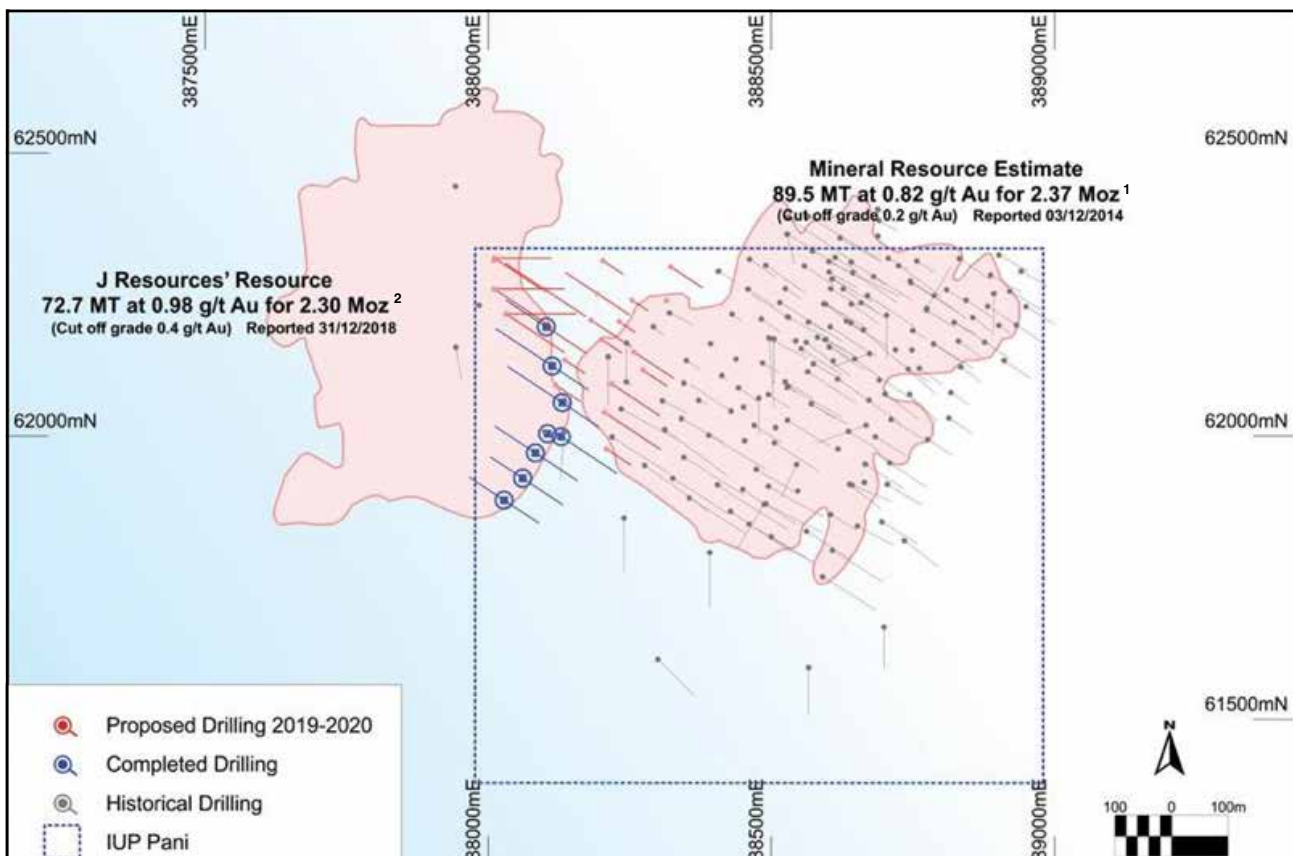 387500mE
388000mE
388500mE
389000mE
62500mN
62500mN
Mineral Resource Estimate
89.5 MT at 0.82 g/t Au for 2.37 Moz 1
(Cut off grade 0.2 g/t Au) Reported 03/12/2014
J Resources' Resource
72.7 MT at 0.98 g/t Au for 2.30 Moz 2
(Cut off grade 0.4 g/t Au) Reported 31/12/2018
62000mN
62000mN
61500mN
Proposed Drilling 2019-2020
Completed Drilling
Historical Drilling
IUP Pani
388000mE
388500mE
389000mE
N
100 0 100m